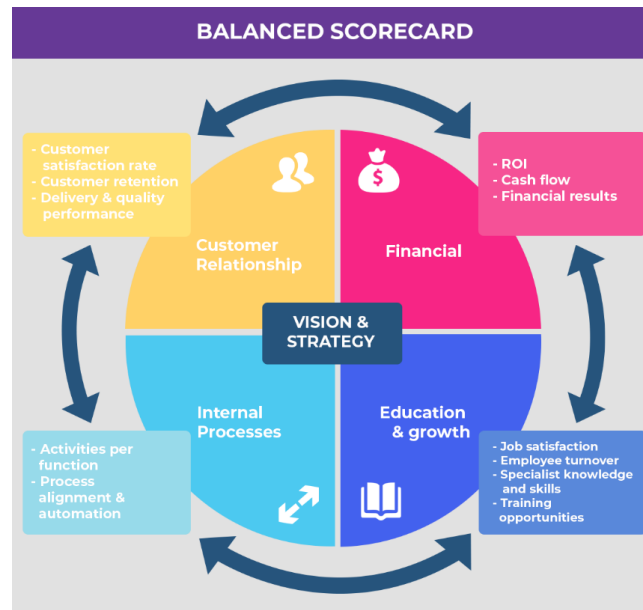 BALANCED SCORECARD
- Customer
satisfaction rate
- Customer retention
- Delivery & quality
performance
- ROI
- Cash flow
- Financial results
Customer
Relationship
Financial
$
VISION &
STRATEGY
Internal
Processes
Education
& growth
- Activities per
function
- Process
alignment &
automation
- Job satisfaction
- Employee turnover
- Specialist knowledge
and skills
- Training
opportunities